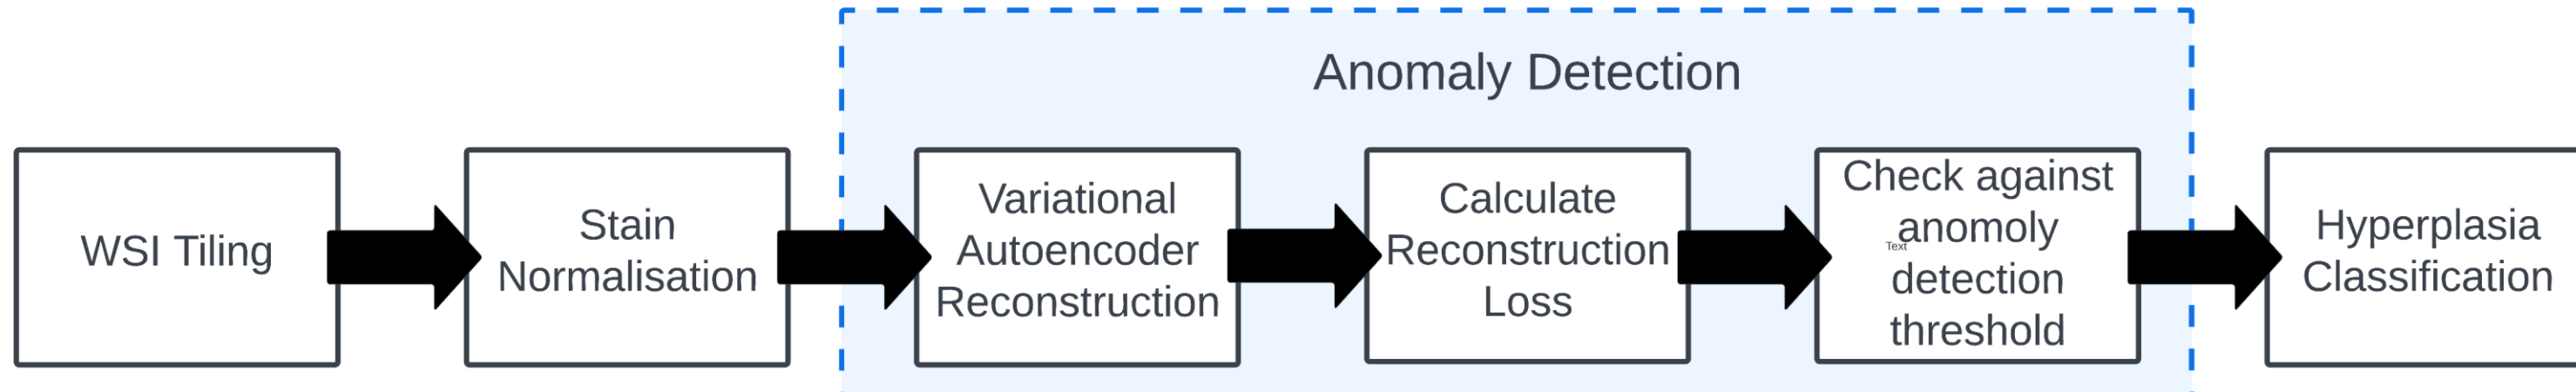 Anomaly Detection
WSI Tiling
Stain
Normalisation
Variational
Autoencoder
Reconstruction
Calculate
Reconstruction
Loss
Check against
anomoly
Text
detection
threshold
Hyperplasia
Classification